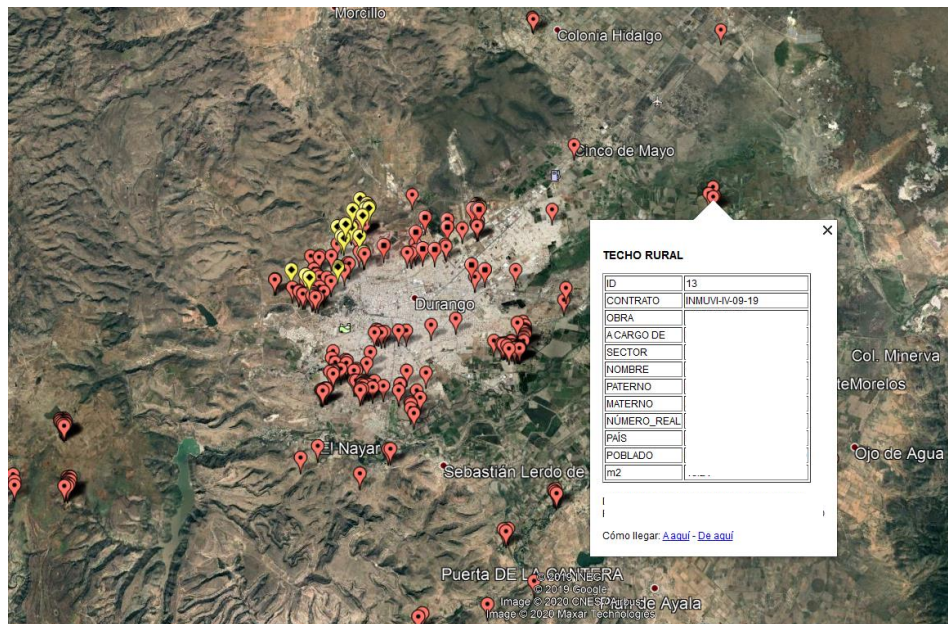 Morcillo
Colonia Hidalgo
Cinco de Mayo
Durango
TECHO RURAL
ID 13
CONTRATO INMUVI-IV-09-19
OBRA
A CARGO DE
SECTOR
NOMBRE
PATERNO
MATERNO
NÚMERO_REAL
PAÍS
POBLADO
m2
Cómo llegar: A aquí - De aquí
Col. Minerva
teMorelos
Ojo de Agua
El Nayar
Sebastián Lerdo de
Puerta DE LA CANTERA
© 2019 INEGI
© 2019 Google
Image © 2020 CNES / Airbus
Image © 2020 Maxar Technologies
de Ayala